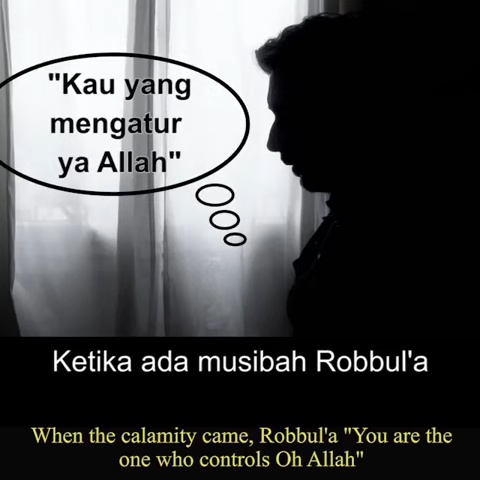 "Kau yang
mengatur
ya Allah"
Ketika ada musibah Robbul'a
When the calamity came, Robbul'a "You are the
one who controls Oh Allah"